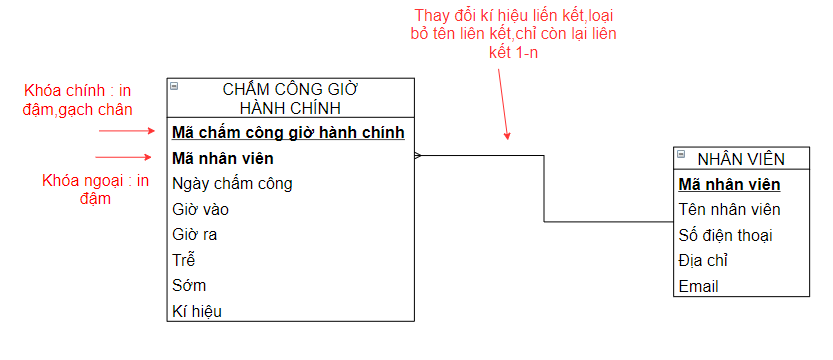 Thay đổi kí hiệu liến kết,loại
bỏ tên liên kết,chỉ còn lại liên
kết 1-n
Khóa chính : in
đậm,gạch chân
Khóa ngoại : in
đậm
CHẤM CÔNG GIỜ
HÀNH CHÍNH
Mã chấm công giờ hành chính
Mã nhân viên
Ngày chấm công
Giờ vào
Giờ ra
Trễ
Sớm
Kí hiệu
NHÂN VIÊN
Mã nhân viên
Tên nhân viên
Số điện thoại
Địa chỉ
Email